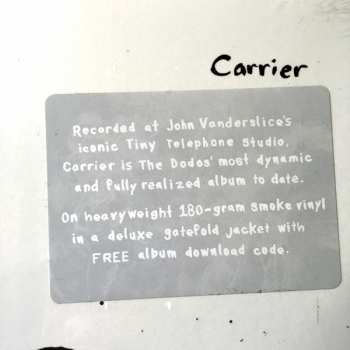 Carrier
Recorded at John Vanderslice's
iconic Tiny Telephone Studio,
Carrier is The Dodos' most dynamic
and fully realized album to date.
On heavyweight 180-gram smoke vinyl
in a deluxe gatefold jacket with
FREE album download code.